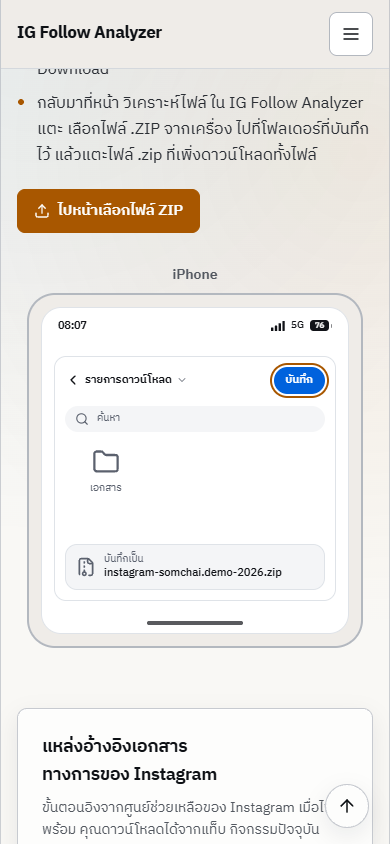 IG Follow Analyzer
Download
กลับมาที่หน้า วิเคราะห์ไฟล์ ใน IG Follow Analyzer
แตะ เลือกไฟล์ .ZIP จากเครื่อง ไปที่โฟลเดอร์ที่บันทึก
ไว้ แล้วแตะไฟล์ .zip ที่เพิ่งดาวน์โหลดทั้งไฟล์
ไปหน้าเลือกไฟล์ ZIP
iPhone
08:07 5G 76
รายการดาวน์โหลด บันทึก
ค้นหา
เอกสาร
บันทึกเป็น
instagram-somchai.demo-2026.zip
แหล่งอ้างอิงเอกสาร
ทางการของ Instagram
ขั้นตอนอิงจากศูนย์ช่วยเหลือของ Instagram เมื่อ
พร้อม คุณดาวน์โหลดได้จากแท็บ กิจกรรมปัจจุบัน